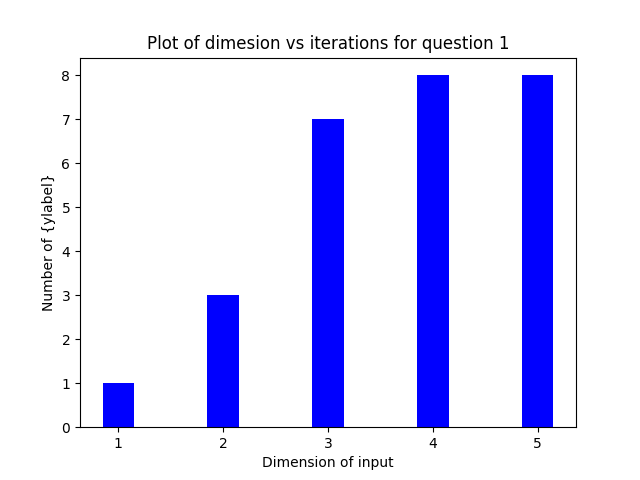 Plot of dimesion vs iterations for question 1
8
7
6
5
4
3
2
1
0
Number of {ylabel}
1 2 3 4 5
Dimension of input